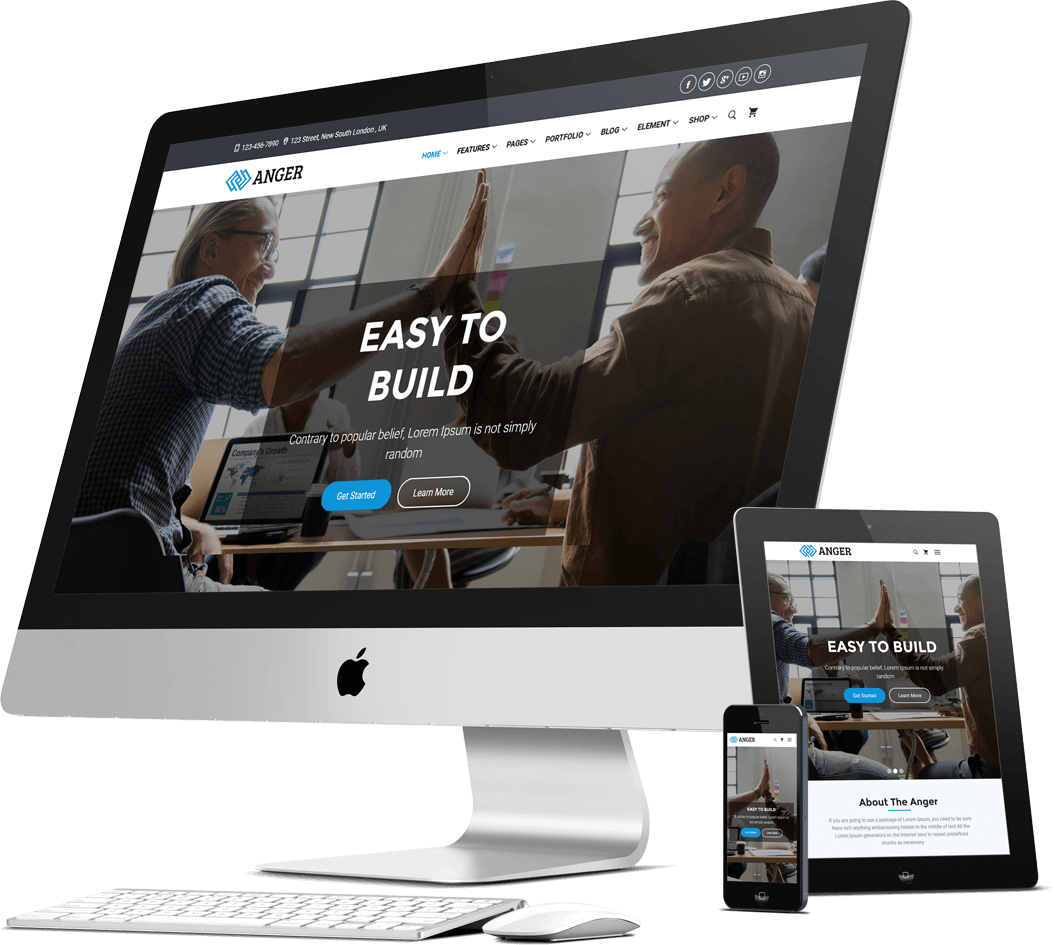 123-456-7890 123 Street, New South London , UK
ANGER
HOME FEATURES PAGES PORTFOLIO BLOG ELEMENT SHOP
EASY TO
BUILD
Contrary to popular belief, Lorem Ipsum is not simply
random
Get Started Learn More
Company's Growth
ANGER
EASY TO BUILD
Contrary to popular belief, Lorem Ipsum is not simply
random
Get Started Learn More
About The Anger
If you are going to use a passage of Lorem Ipsum, you need to be sure
there isn't anything embarrassing hidden in the middle of text. All the
Lorem Ipsum generators on the Internet tend to repeat predefined
chunks as necessary
ANGER
EASY TO BUILD